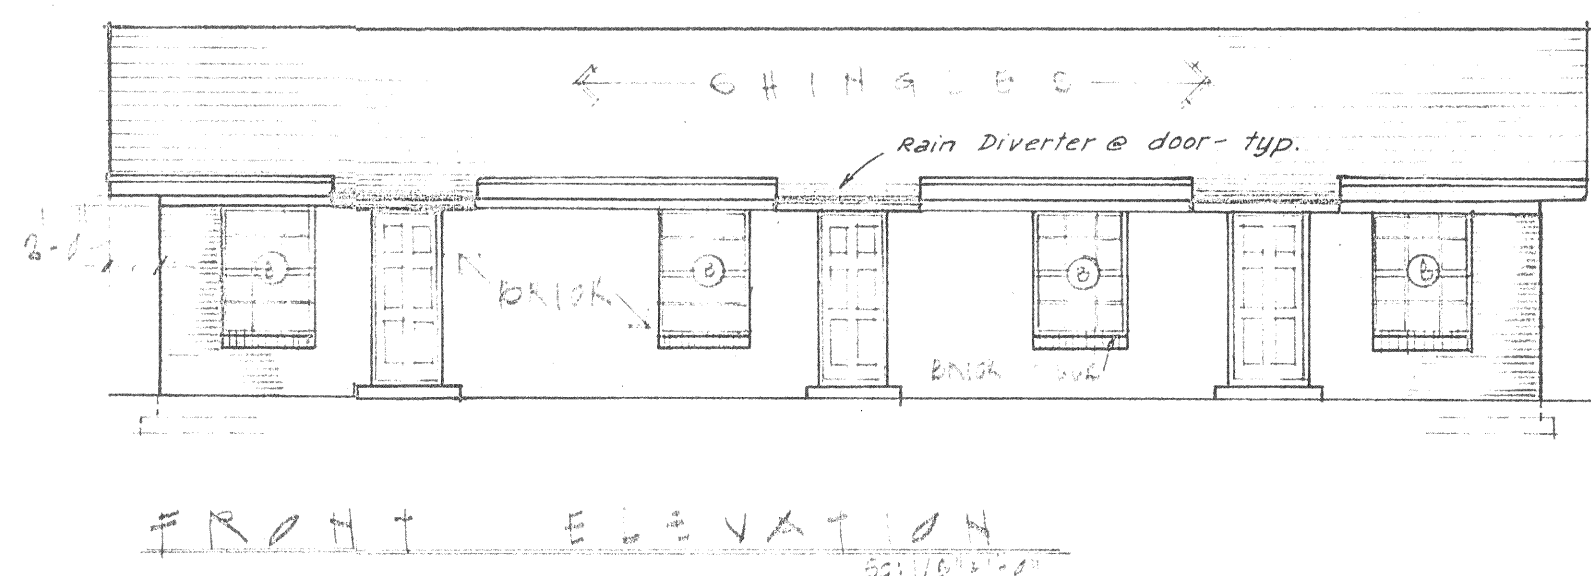 SHINGLES
Rain Diverter @ door - typ.
B
B
B
B
BRICK
BRICK
FRONT ELEVATION